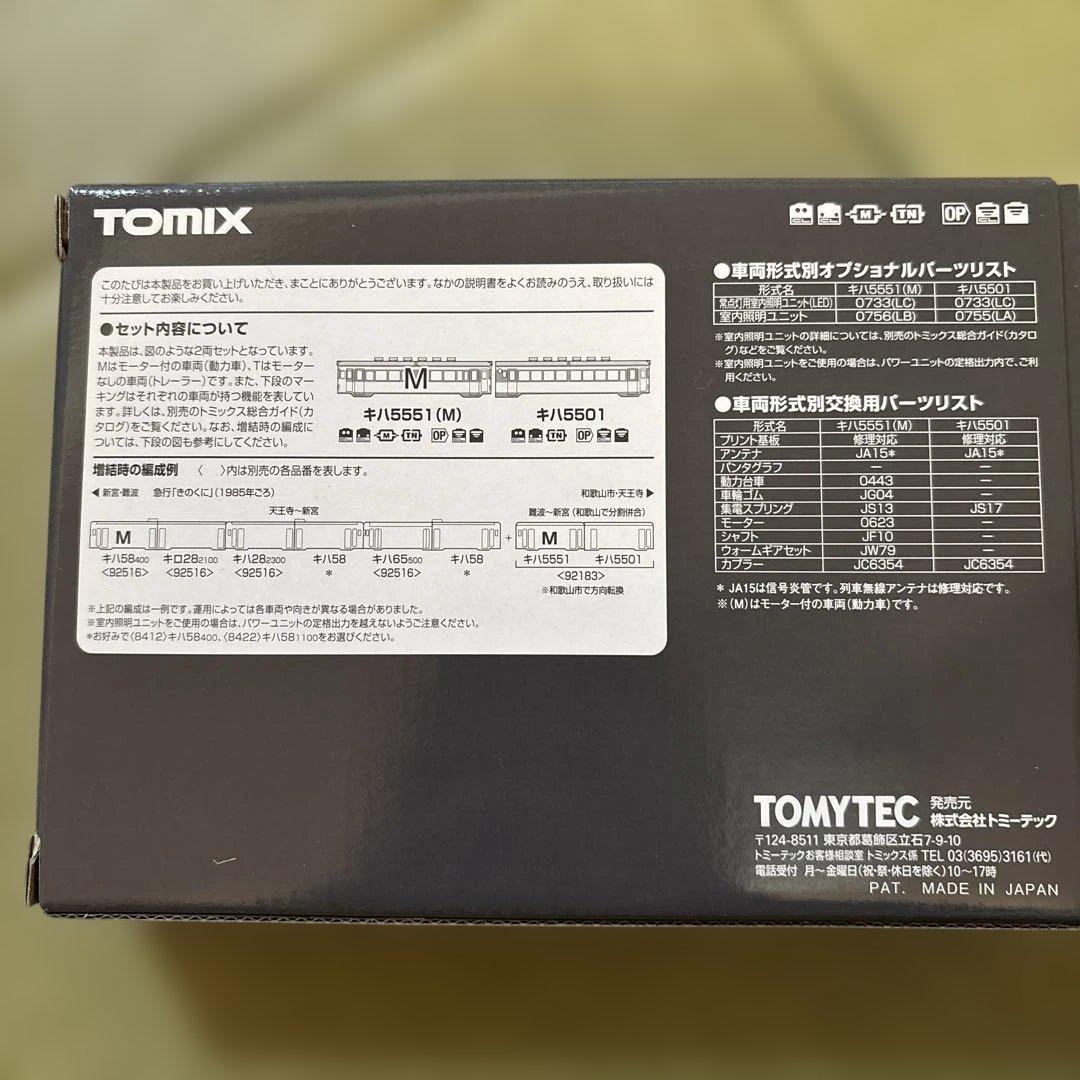 TOMIX
CL CL M TN OP CL
このたびは本製品をお買い上げいただき、まことにありがとうございます。なかの説明書をよくお読みのうえ、取り扱いには
十分注意してお楽しみください。
●セット内容について
本製品は、図のような2両セットとなっています。
Mはモーター付の車両(動力車)、Tはモーター
なしの車両(トレーラー)です。また、下段のマー
キングはそれぞれの車両が持つ機能を表していま
す。詳しくは、別売のトミックス総合ガイド(カ
タログ)をご覧ください。なお、増結時の編成に
ついては、下段の図も参考にしてください。
M
キハ5551(M) キハ5501
M TN OP TN OP
増結時の編成例 〈 〉内は別売の各品番を表します。
◀新宮・難波 急行「きのくに」(1985年ごろ) 和歌山市・天王寺▶
天王寺～新宮 難波～新宮(和歌山で分割併合)
M + M
キハ58400 キロ282100 キハ282300 キハ58 キハ65500 キハ58 キハ5551 キハ5501
〈92516〉 〈92516〉 〈92516〉 * 〈92516〉 * 〈92183〉
※和歌山市で方向転換
※上記の編成は一例です。運用によっては各車両や向きが異なる場合がありました。
※室内照明ユニットをご使用の場合は、パワーユニットの定格出力を越えないようご注意ください。
*お好みで〈8412〉キハ58400、〈8422〉キハ581100をお選びください。
●車両形式別オプショナルパーツリスト
形式名 キハ5551(M) キハ5501
常点灯用室内照明ユニット(LED) 0733(LC) 0733(LC)
室内照明ユニット 0756(LB) 0755(LA)
※室内照明ユニットの詳細については、別売のトミックス総合ガイド(カタロ
グ)などをご覧ください。
※室内照明ユニットをご使用の場合は、パワーユニットの定格出力内で、ご利
用ください。
●車両形式別交換用パーツリスト
形式名 キハ5551(M) キハ5501
プリント基板 修理対応 修理対応
アンテナ JA15* JA15*
パンタグラフ — —
動力台車 0443 —
車輪ゴム JG04 —
集電スプリング JS13 JS17
モーター 0623 —
シャフト JF10 —
ウォームギアセット JW79 —
カプラー JC6354 JC6354
* JA15は信号炎管です。列車無線アンテナは修理対応です。
※(M)はモーター付の車両(動力車)です。
TOMYTEC 発売元
株式会社トミーテック
〒124-8511 東京都葛飾区立石7-9-10
トミーテックお客様相談室 トミックス係 TEL 03(3695)3161(代)
電話受付 月～金曜日(祝・祭・休日を除く)10～17時
PAT. MADE IN JAPAN